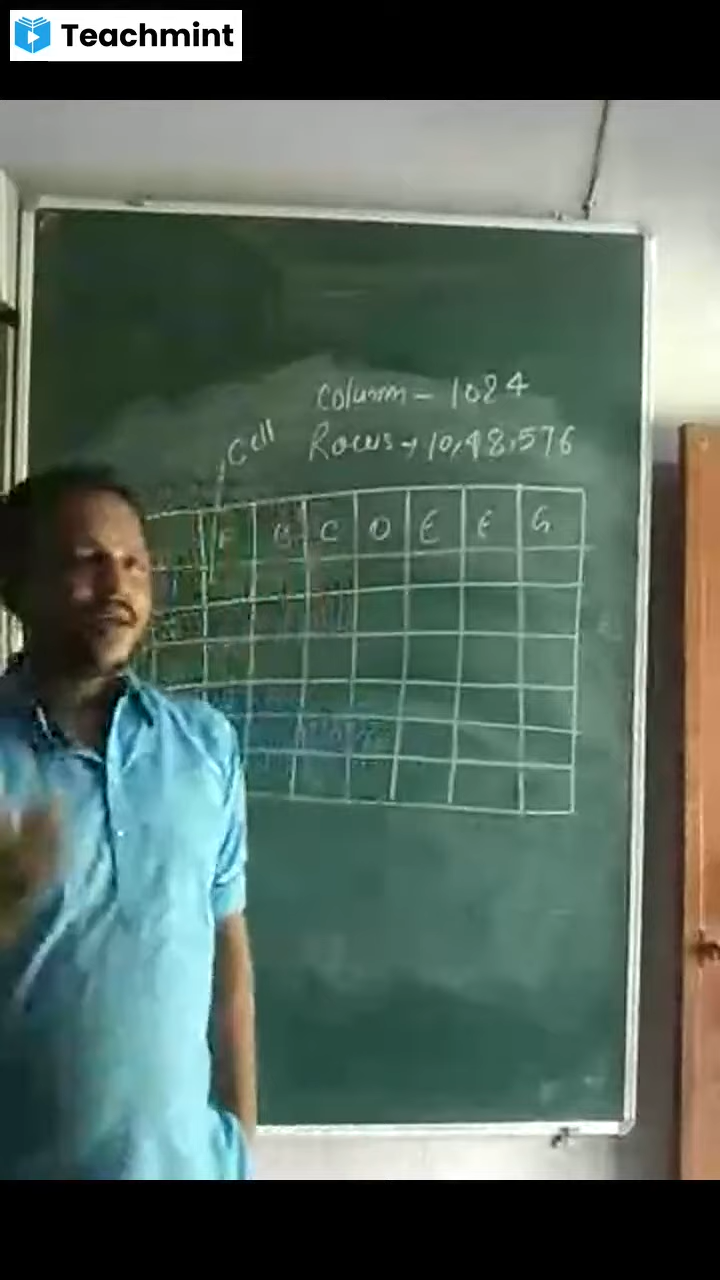 Teachmint
Column - 1024
Rows → 10,48,576
Cell
C D E E G